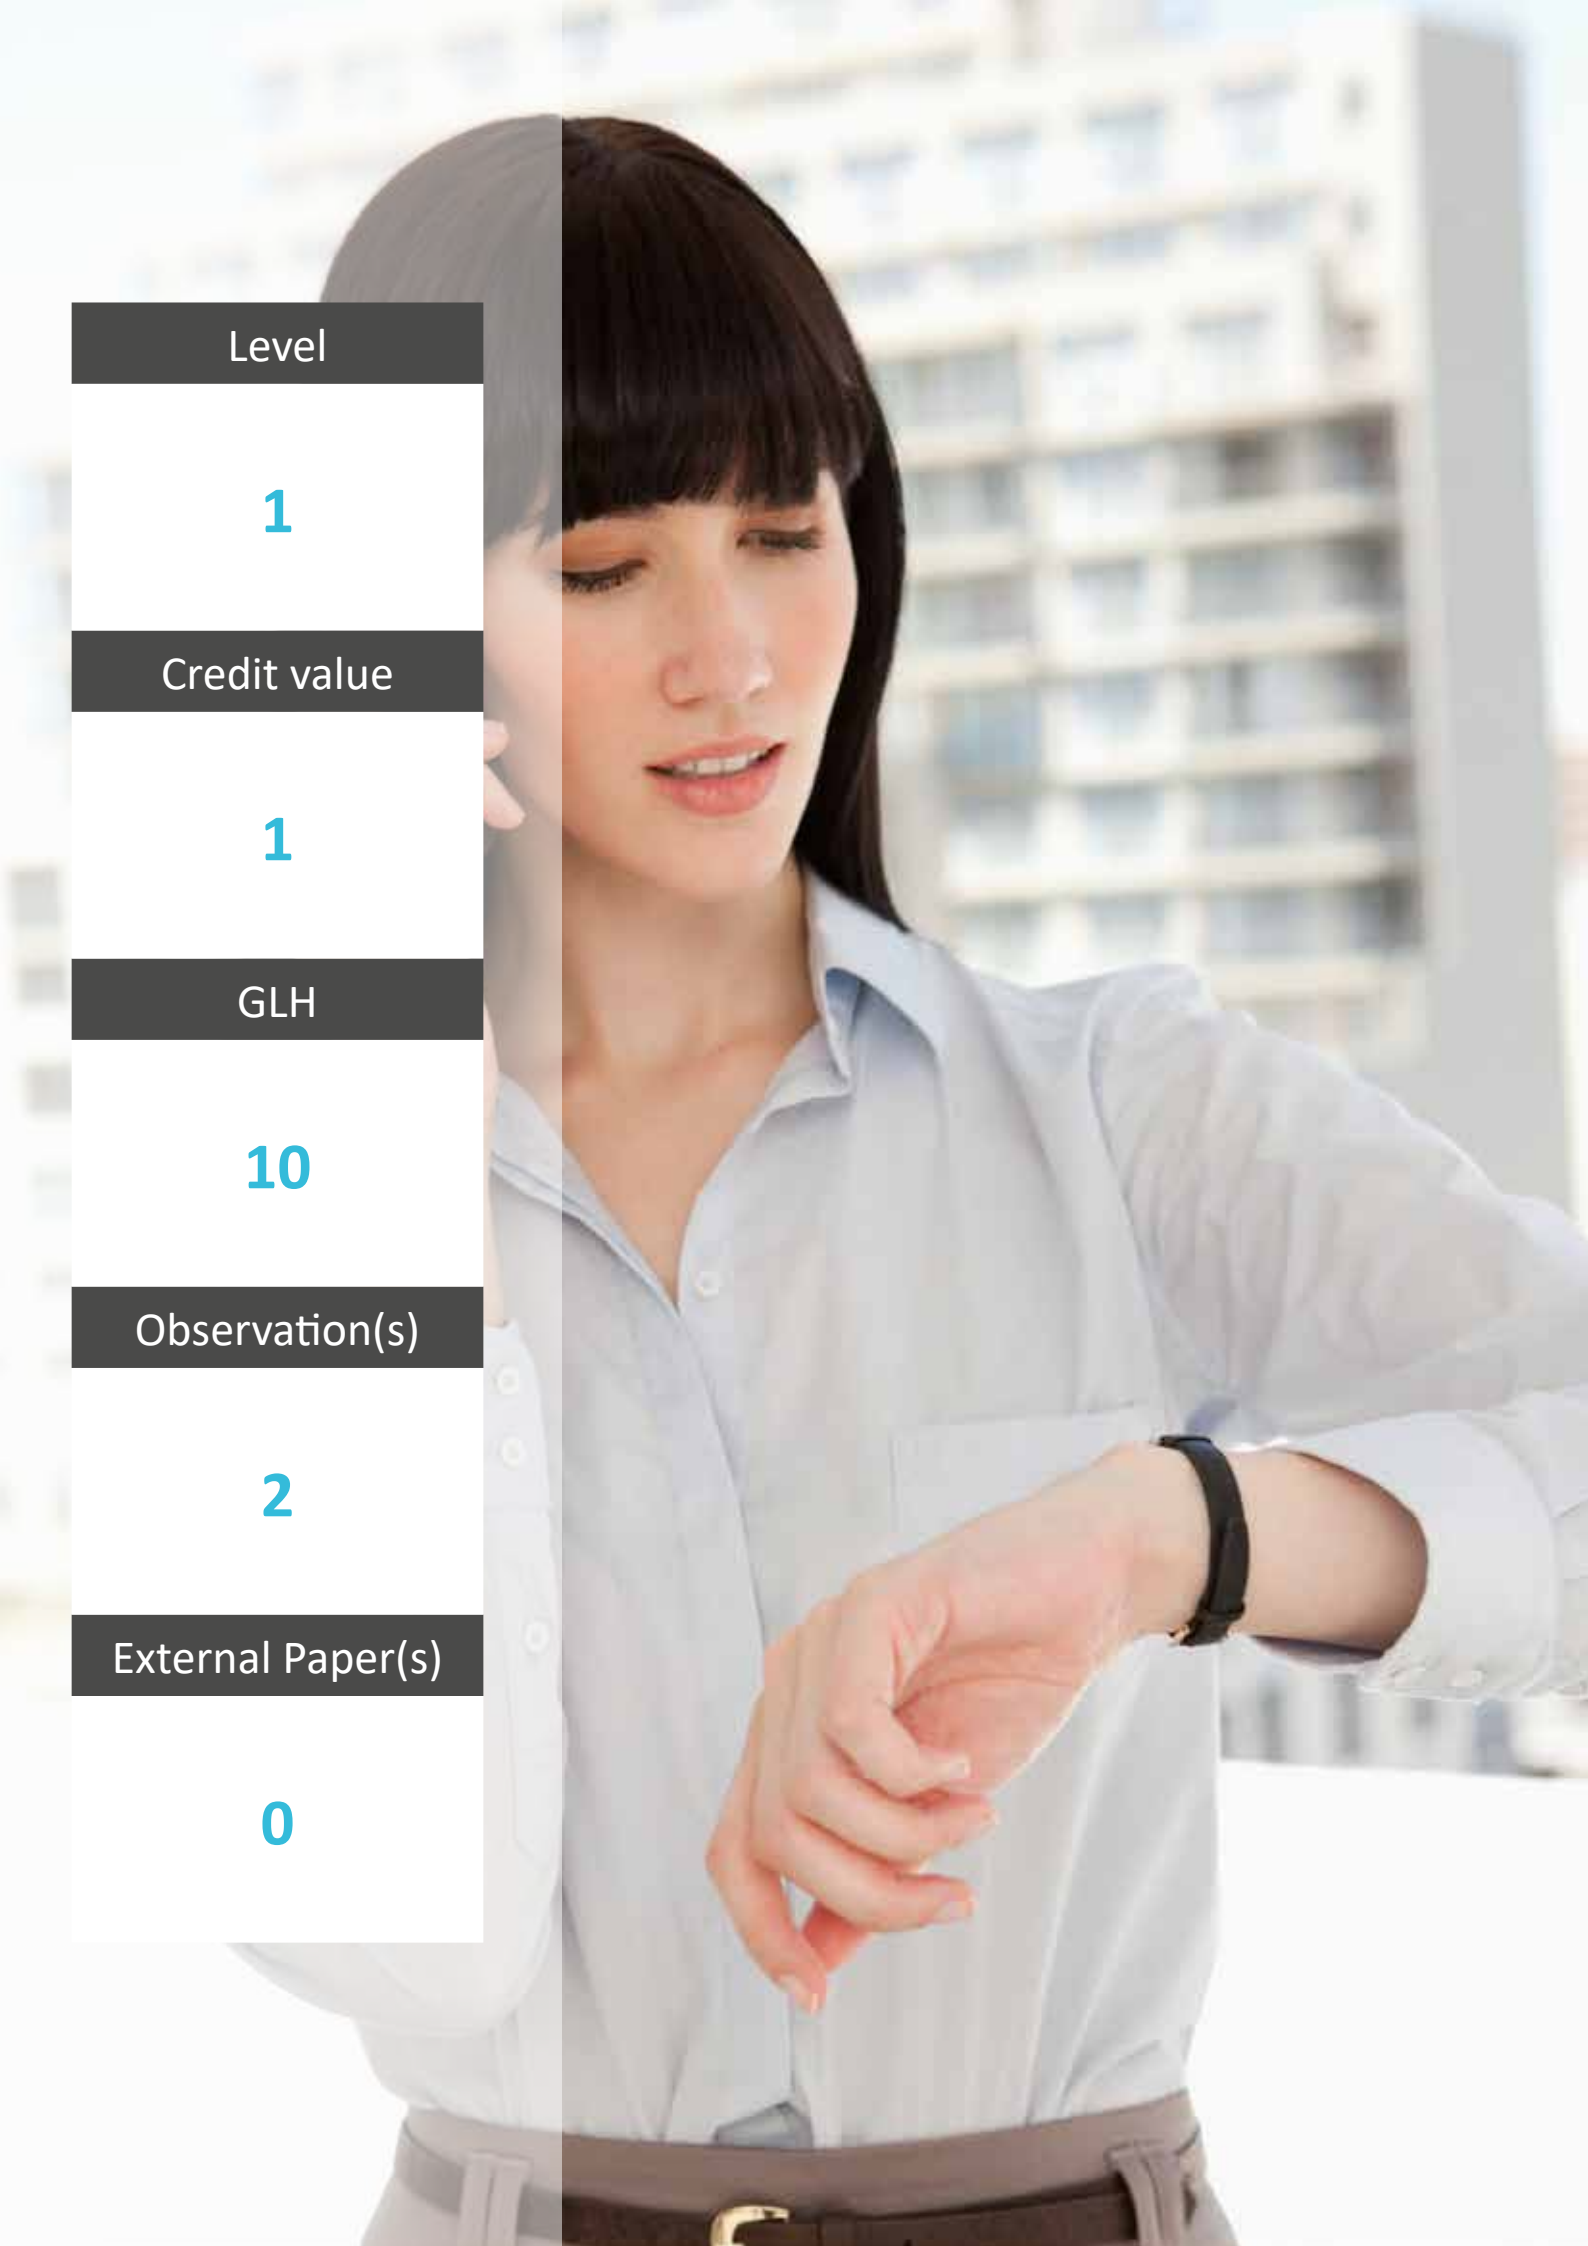 Level
1
Credit value
1
GLH
10
Observation(s)
2
External Paper(s)
0